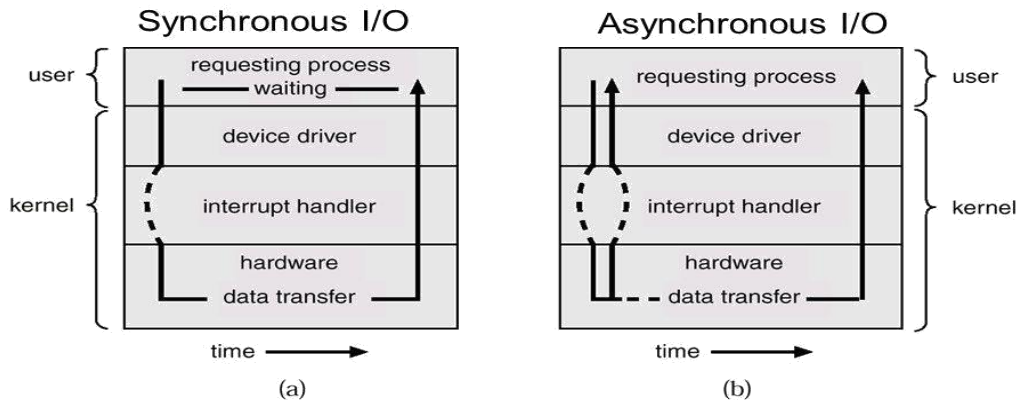 Synchronous I/O
user
requesting process
waiting
device driver
kernel
interrupt handler
hardware
data transfer
time
(a)
Asynchronous I/O
requesting process
user
device driver
interrupt handler
kernel
hardware
data transfer
time
(b)